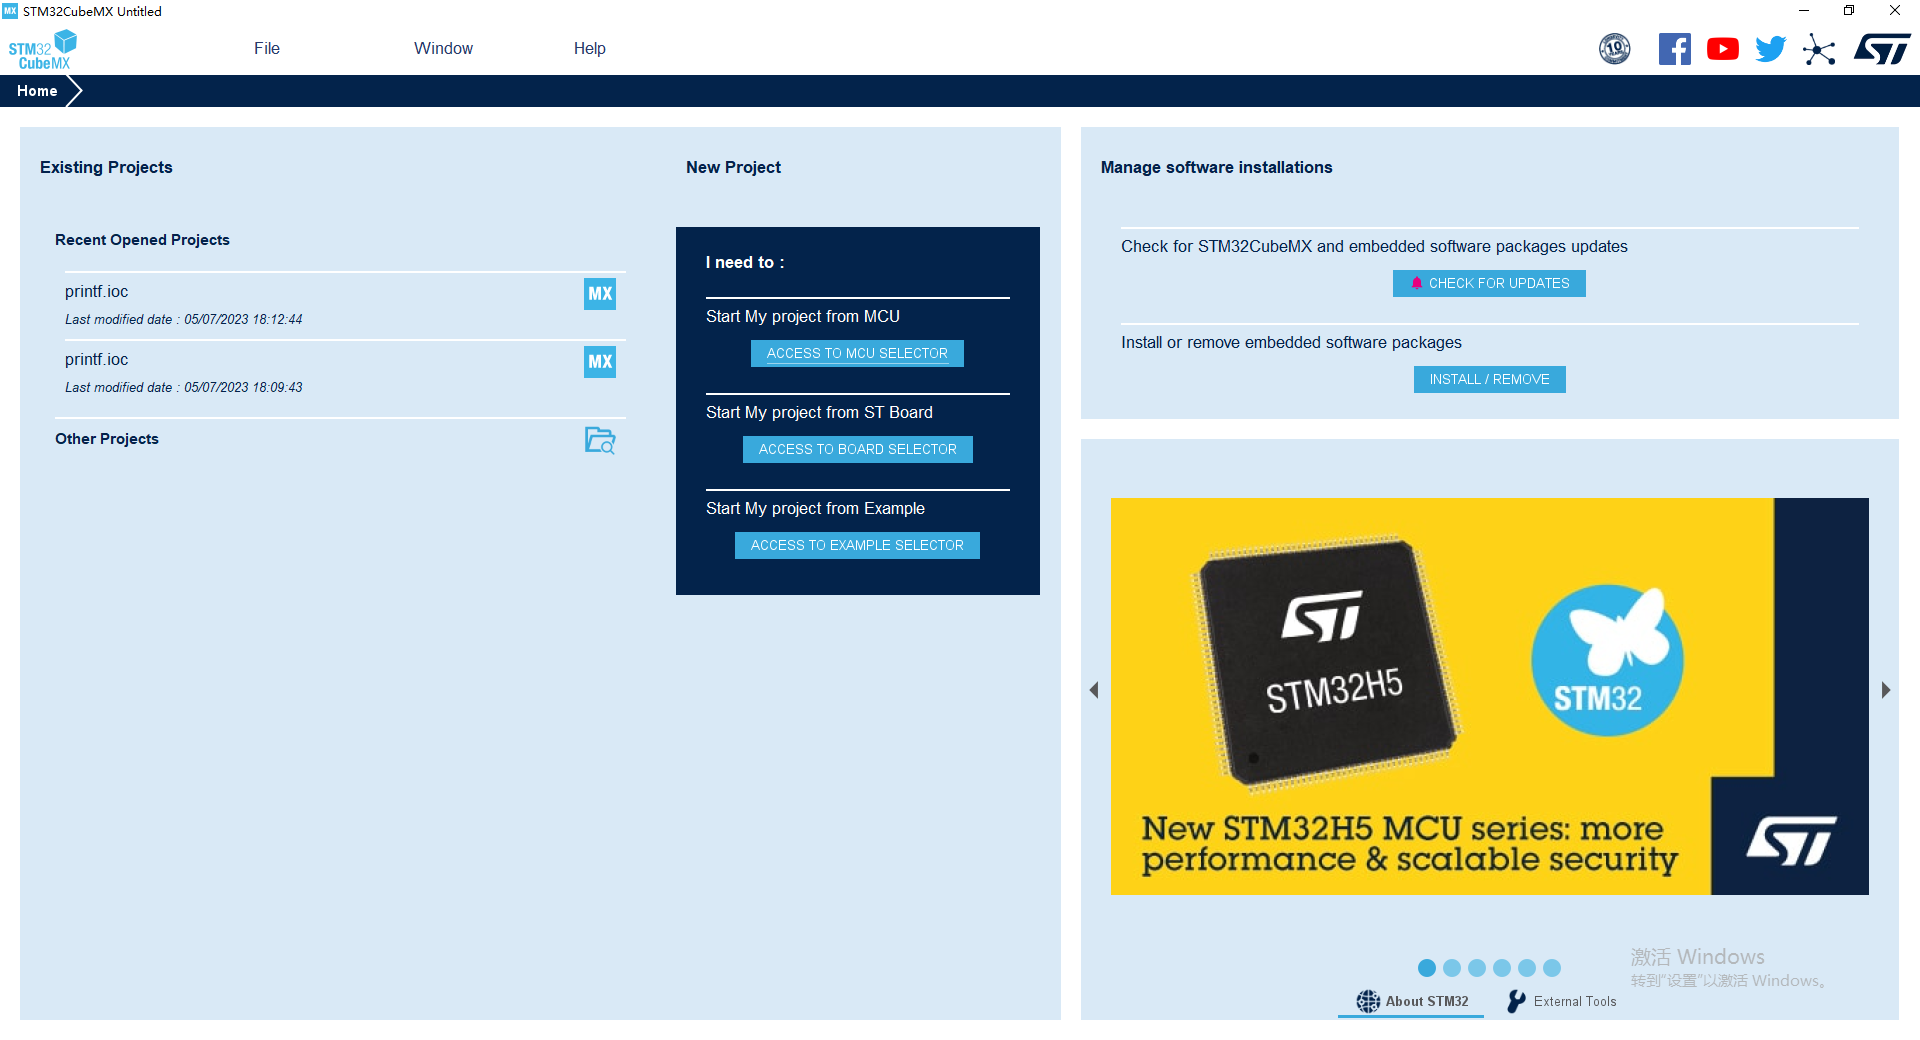 MX STM32CubeMX Untitled
STM32
CubeMX
File
Window
Help
10
Home
Existing Projects
Recent Opened Projects
printf.ioc
MX
Last modified date : 05/07/2023 18:12:44
printf.ioc
MX
Last modified date : 05/07/2023 18:09:43
Other Projects
New Project
I need to :
Start My project from MCU
ACCESS TO MCU SELECTOR
Start My project from ST Board
ACCESS TO BOARD SELECTOR
Start My project from Example
ACCESS TO EXAMPLE SELECTOR
Manage software installations
Check for STM32CubeMX and embedded software packages updates
CHECK FOR UPDATES
Install or remove embedded software packages
INSTALL / REMOVE
ST
STM32H5
STM32
New STM32H5 MCU series: more
performance & scalable security
ST
激活 Windows
转到“设置”以激活 Windows。
About STM32
External Tools